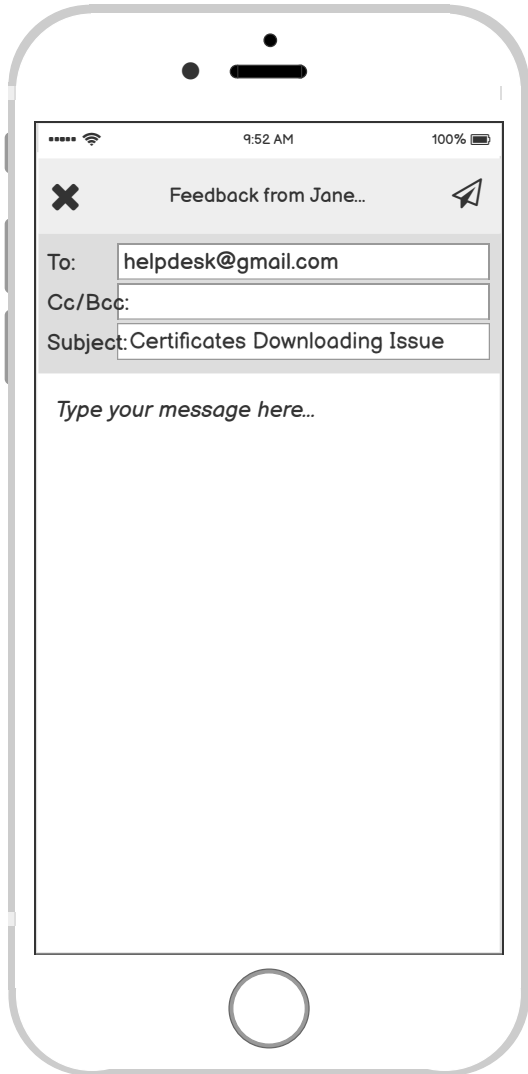 9:52 AM 100%
Feedback from Jane...
To: helpdesk@gmail.com
Cc/Bcc:
Subject: Certificates Downloading Issue
Type your message here...